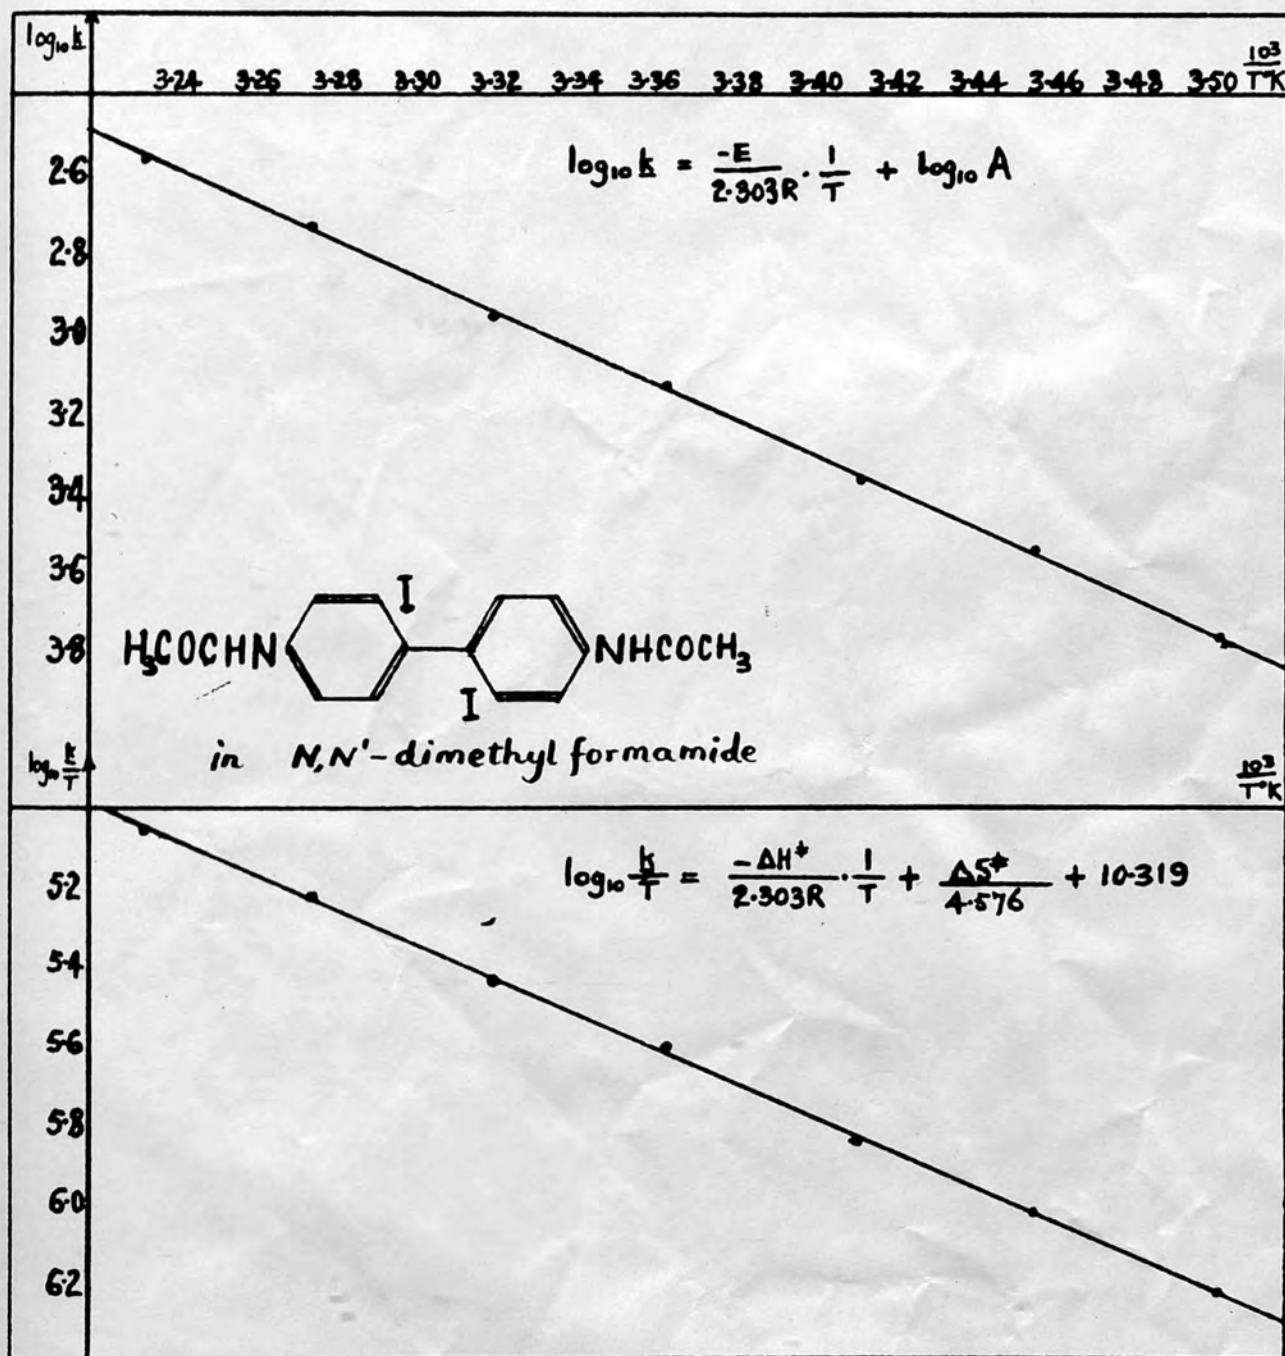 log₁₀k
3·24 3·26 3·28 3·30 3·32 3·34 3·36 3·38 3·40 3·42 3·44 3·46 3·48 3·50 10³/T°K
log₁₀ k = -E/2·303R · 1/T + log₁₀ A
2·6
2·8
3·0
3·2
3·4
3·6
3·8
I
H₃COCHN NHCOCH₃
I
in N,N'-dimethyl formamide
log₁₀ k/T
10³/T°K
log₁₀ k/T = -ΔH*/2·303R · 1/T + ΔS*/4·576 + 10·319
5·2
5·4
5·6
5·8
6·0
6·2